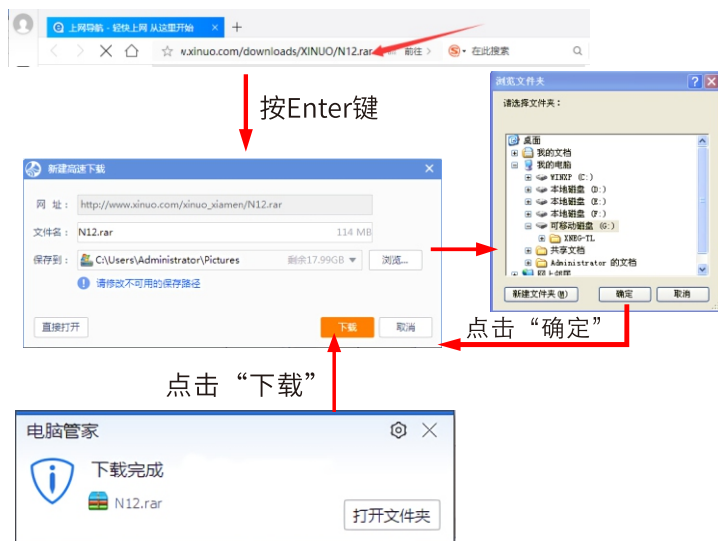 上网导航 - 轻快上网 从这里开始
v.xinuo.com/downloads/XINUO/N12.rar
前往
在此搜索
按Enter键
浏览文件夹
请选择文件夹：
桌面
我的文档
我的电脑
WINXP (C:)
本地磁盘 (D:)
本地磁盘 (E:)
本地磁盘 (F:)
可移动磁盘 (G:)
XNEG-TL
共享文档
Administrator 的文档
网上邻居
新建文件夹(M)
确定
取消
新建高速下载
网 址：
http://www.xinuo.com/xinuo_xiamen/N12.rar
文件名：
N12.rar
114 MB
保存到：
C:\Users\Administrator\Pictures
剩余17.99GB
浏览...
请修改不可用的保存路径
直接打开
下载
取消
点击“确定”
点击“下载”
电脑管家
下载完成
N12.rar
打开文件夹